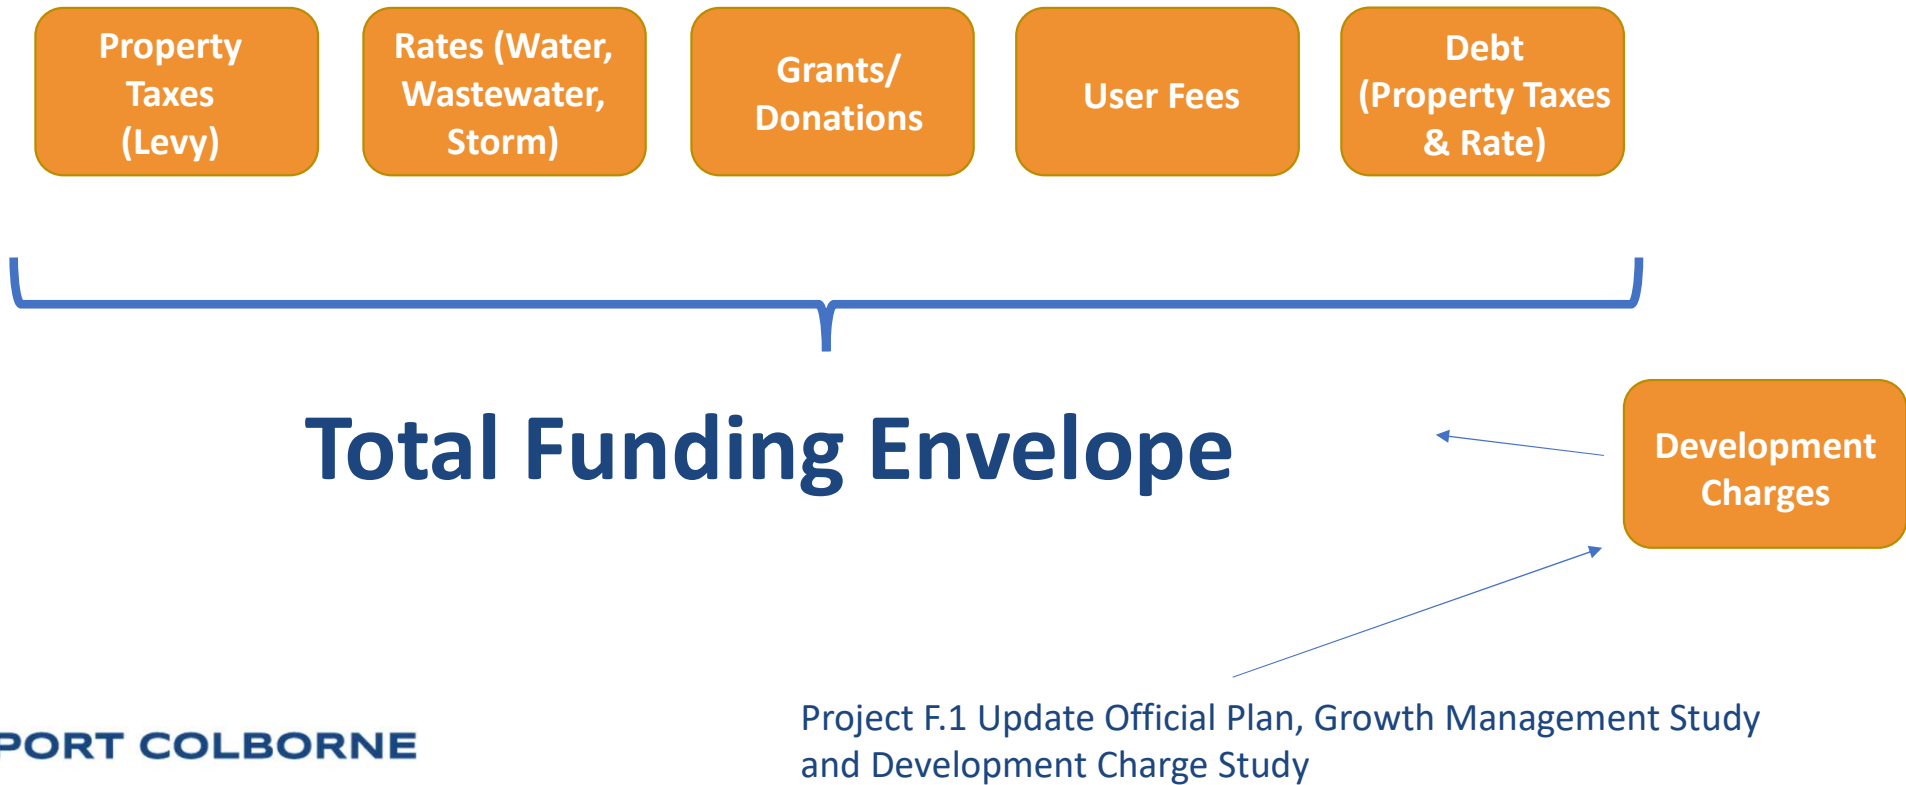 Property
Taxes
(Levy)
Rates (Water,
Wastewater,
Storm)
Grants/
Donations
User Fees
Debt
(Property Taxes
& Rate)
Total Funding Envelope
Development
Charges
Project F.1 Update Official Plan, Growth Management Study
and Development Charge Study
PORT COLBORNE